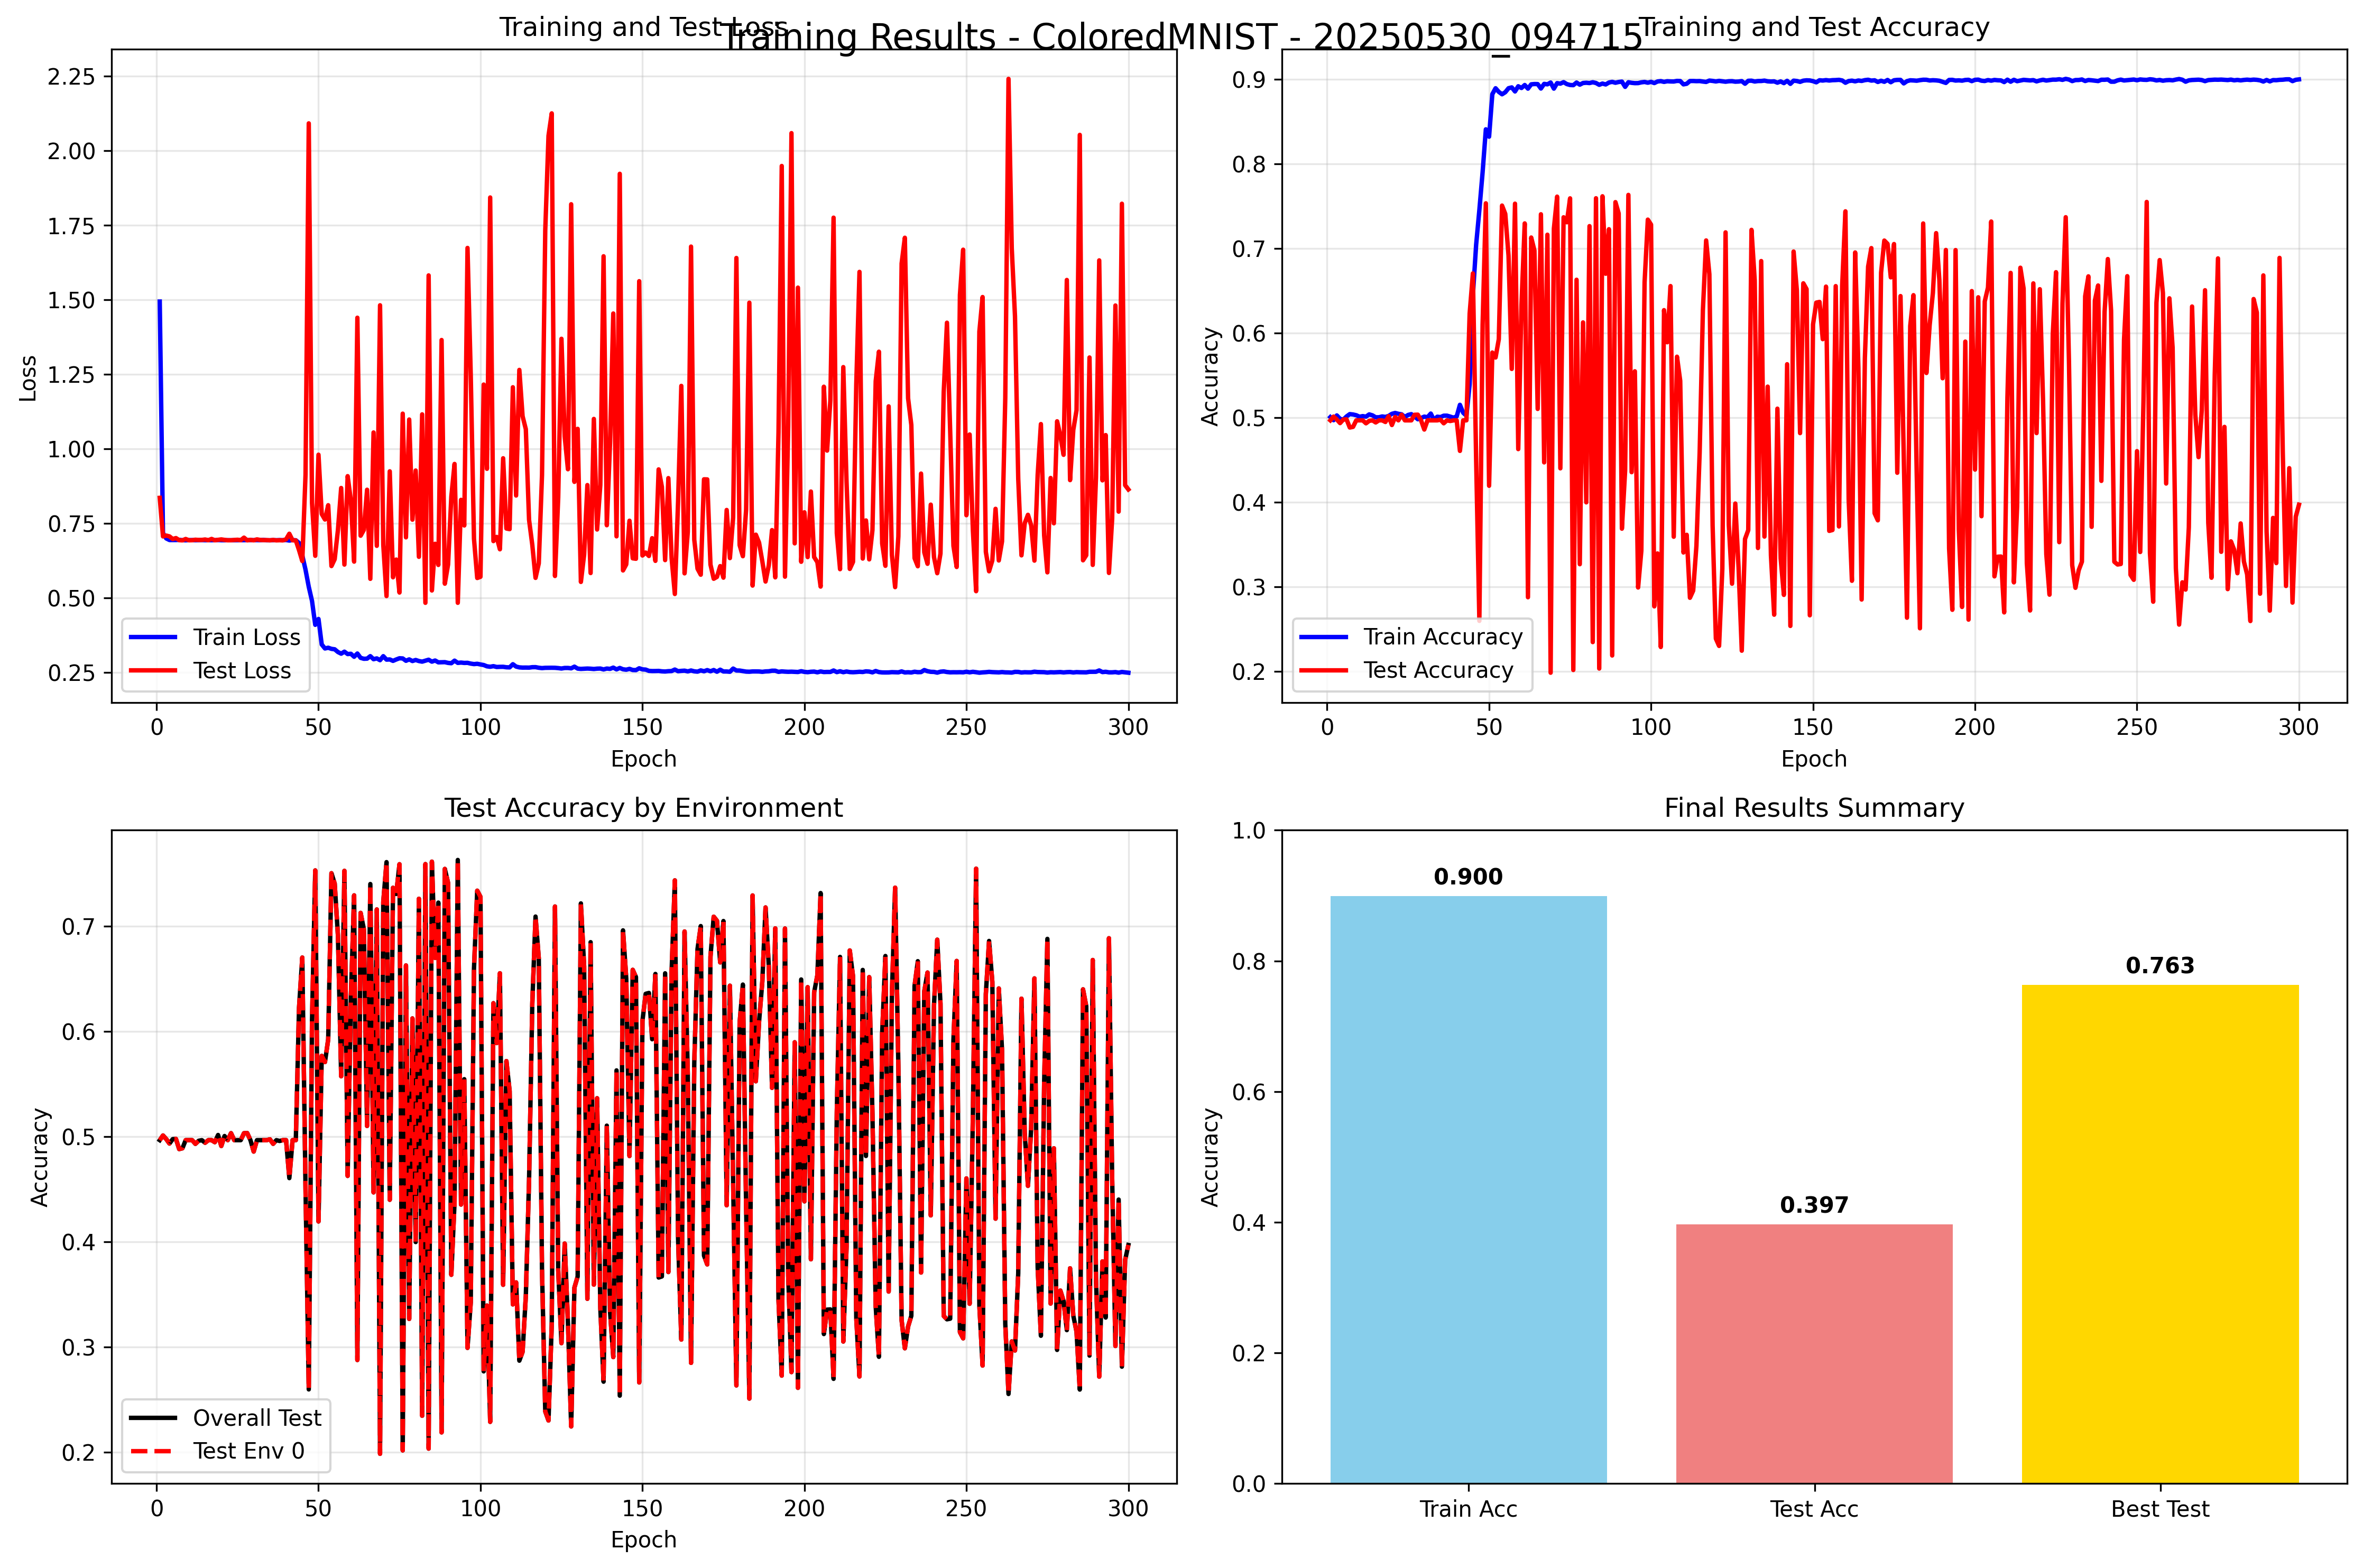 Training Results - ColoredMNIST - 20250530_094715
Training and Test Loss
2.25
2.00
1.75
1.50
1.25
1.00
0.75
0.50
0.25
Loss
Train Loss
Test Loss
0 50 100 150 200 250 300
Epoch
Training and Test Accuracy
0.9
0.8
0.7
0.6
0.5
0.4
0.3
0.2
Accuracy
Train Accuracy
Test Accuracy
0 50 100 150 200 250 300
Epoch
Test Accuracy by Environment
0.7
0.6
0.5
0.4
0.3
0.2
Accuracy
Overall Test
Test Env 0
0 50 100 150 200 250 300
Epoch
Final Results Summary
1.0
0.8
0.6
0.4
0.2
0.0
Accuracy
0.900
0.397
0.763
Train Acc Test Acc Best Test